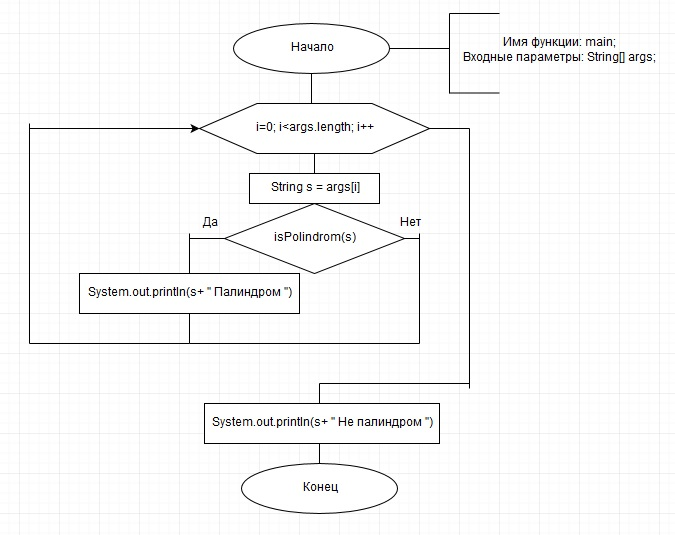 Начало
Имя функции: main;
Входные параметры: String[] args;
i=0; i<args.length; i++
String s = args[i]
Да
Нет
isPolindrom(s)
System.out.println(s+ " Палиндром ")
System.out.println(s+ " Не палиндром ")
Конец